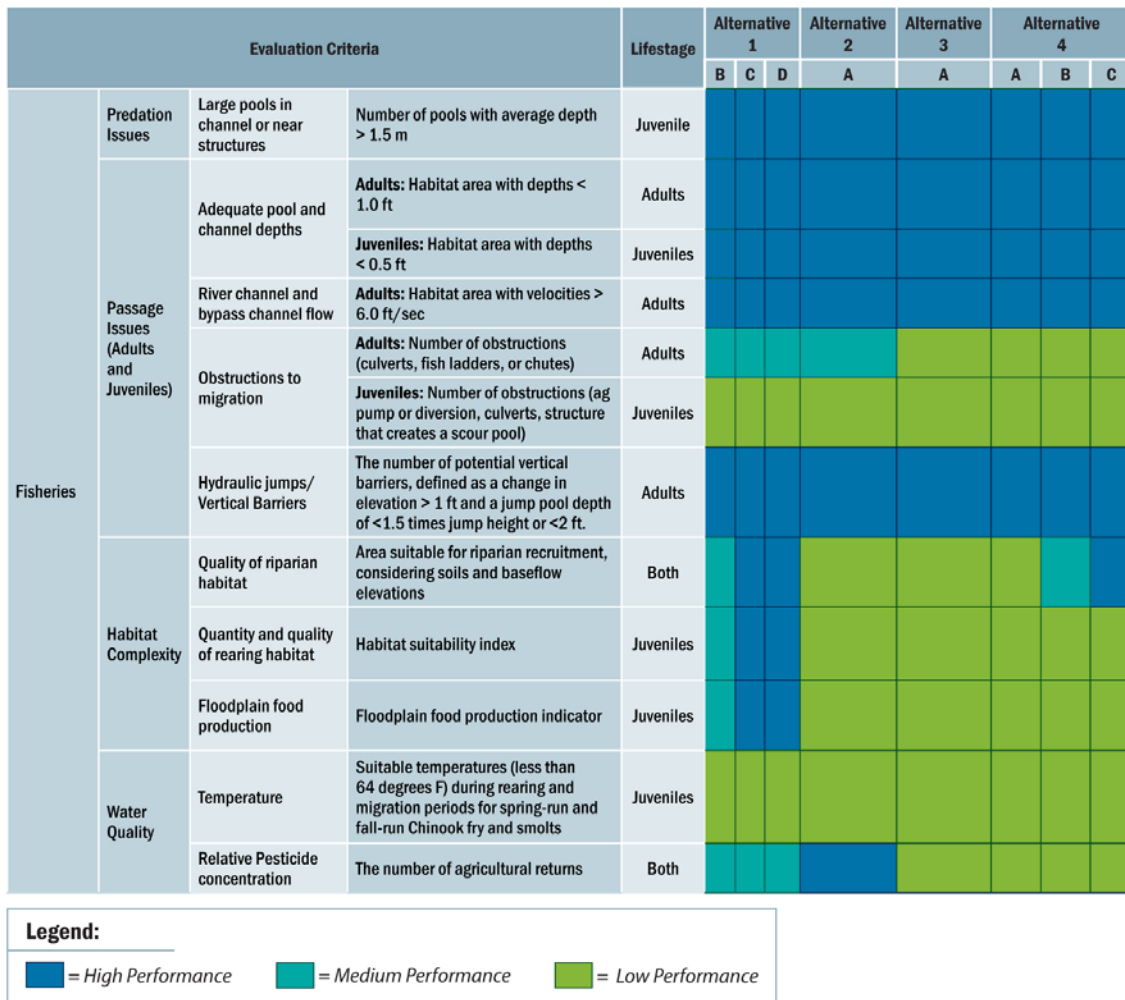 Evaluation Criteria
Lifestage
Alternative
1
Alternative
2
Alternative
3
Alternative
4
B C D A A A B C
Fisheries
Predation
Issues
Large pools in
channel or near
structures
Number of pools with average depth
> 1.5 m
Juvenile
Passage
Issues
(Adults
and
Juveniles)
Adequate pool and
channel depths
Adults: Habitat area with depths <
1.0 ft
Adults
Juveniles: Habitat area with depths
< 0.5 ft
Juveniles
River channel and
bypass channel flow
Adults: Habitat area with velocities >
6.0 ft/sec
Adults
Obstructions to
migration
Adults: Number of obstructions
(culverts, fish ladders, or chutes)
Adults
Juveniles: Number of obstructions (ag
pump or diversion, culverts, structure
that creates a scour pool)
Juveniles
Hydraulic jumps/
Vertical Barriers
The number of potential vertical
barriers, defined as a change in
elevation > 1 ft and a jump pool depth
of <1.5 times jump height or <2 ft.
Adults
Habitat
Complexity
Quality of riparian
habitat
Area suitable for riparian recruitment,
considering soils and baseflow
elevations
Both
Quantity and quality
of rearing habitat
Habitat suitability index
Juveniles
Floodplain food
production
Floodplain food production indicator
Juveniles
Water
Quality
Temperature
Suitable temperatures (less than
64 degrees F) during rearing and
migration periods for spring-run and
fall-run Chinook fry and smolts
Juveniles
Relative Pesticide
concentration
The number of agricultural returns
Both
Legend:
= High Performance
= Medium Performance
= Low Performance